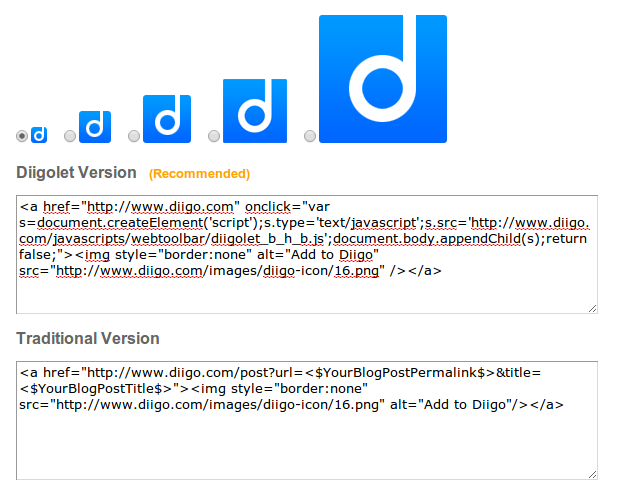 Diigolet Version (Recommended)
<a href="http://www.diigo.com" onclick="var
s=document.createElement('script');s.type='text/javascript';s.src='http://www.diigo.
com/javascripts/webtoolbar/diigolet_b_h_b.js';document.body.appendChild(s);return
false;"><img style="border:none" alt="Add to Diigo"
src="http://www.diigo.com/images/diigo-icon/16.png" /></a>
Traditional Version
<a href="http://www.diigo.com/post?url=<$YourBlogPostPermalink$>&title=
<$YourBlogPostTitle$>"><img style="border:none"
src="http://www.diigo.com/images/diigo-icon/16.png" alt="Add to Diigo"/></a>